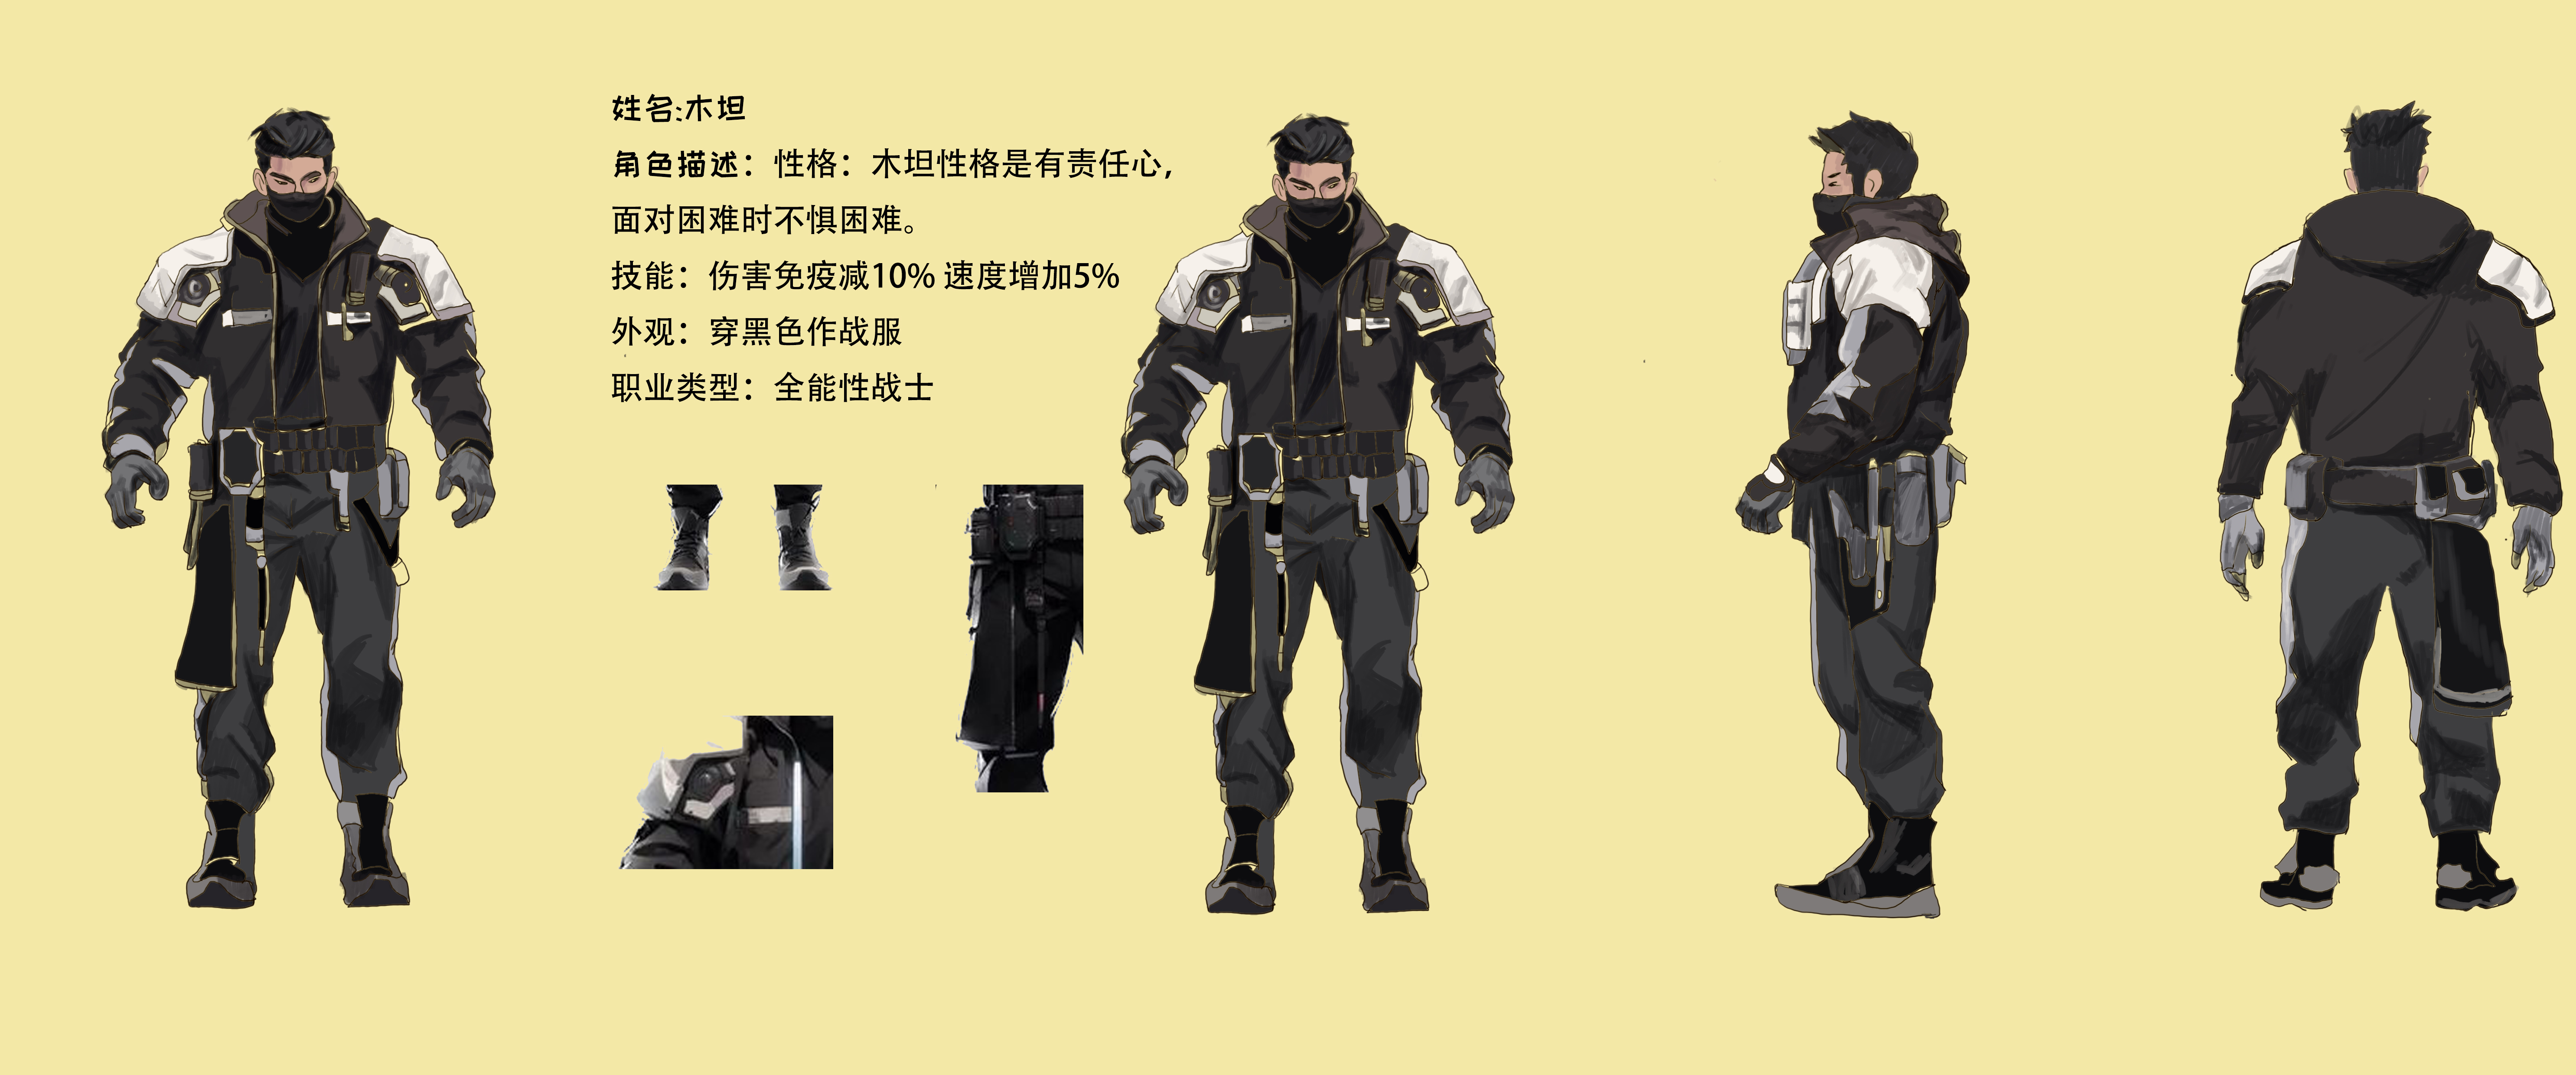 姓名:木坦
角色描述：性格：木坦性格是有责任心，
面对困难时不惧困难。
技能：伤害免疫减10% 速度增加5%
外观：穿黑色作战服
职业类型：全能性战士